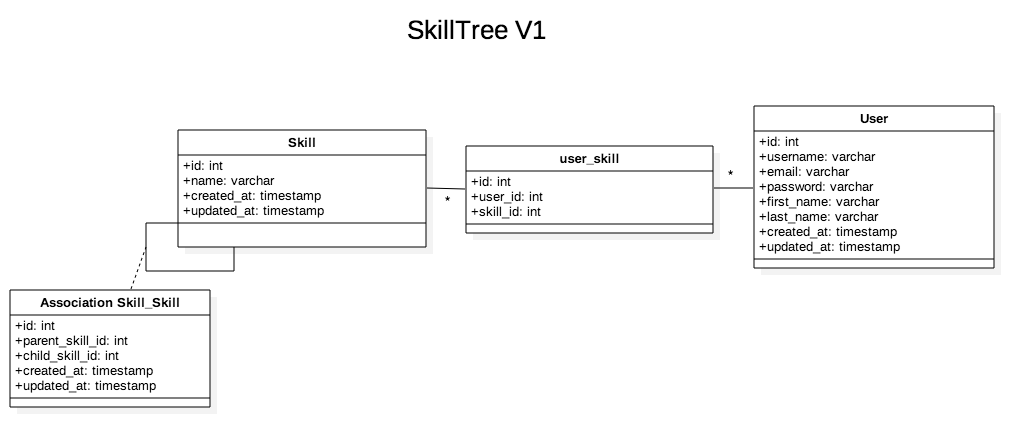 SkillTree V1
Skill
+id: int
+name: varchar
+created_at: timestamp
+updated_at: timestamp
*
user_skill
+id: int
+user_id: int
+skill_id: int
*
User
+id: int
+username: varchar
+email: varchar
+password: varchar
+first_name: varchar
+last_name: varchar
+created_at: timestamp
+updated_at: timestamp
Association Skill_Skill
+id: int
+parent_skill_id: int
+child_skill_id: int
+created_at: timestamp
+updated_at: timestamp